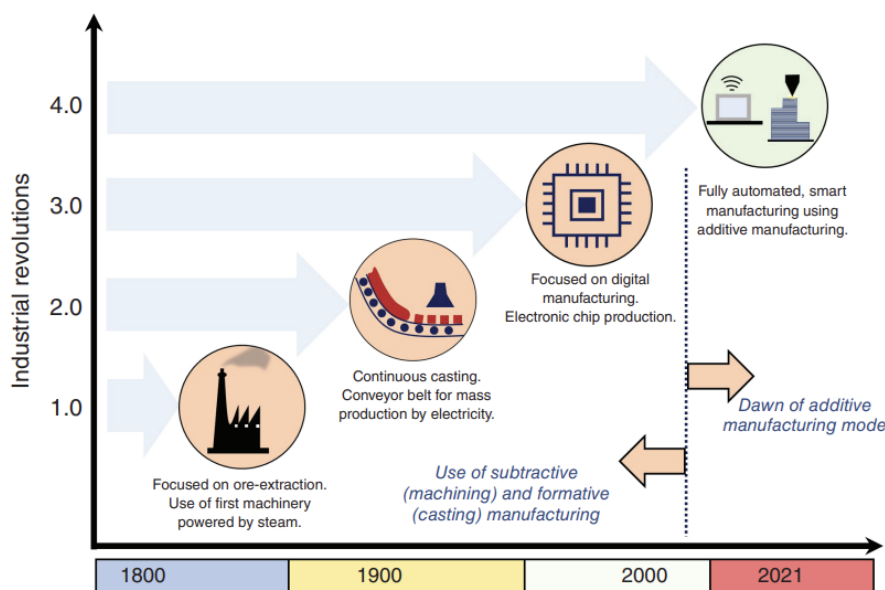 Industrial revolutions
4.0
3.0
2.0
1.0
Fully automated, smart
manufacturing using
additive manufacturing.
Focused on digital
manufacturing.
Electronic chip production.
Continuous casting.
Conveyor belt for mass
production by electricity.
Focused on ore-extraction.
Use of first machinery
powered by steam.
Dawn of additive
manufacturing mode
Use of subtractive
(machining) and formative
(casting) manufacturing
1800
1900
2000
2021